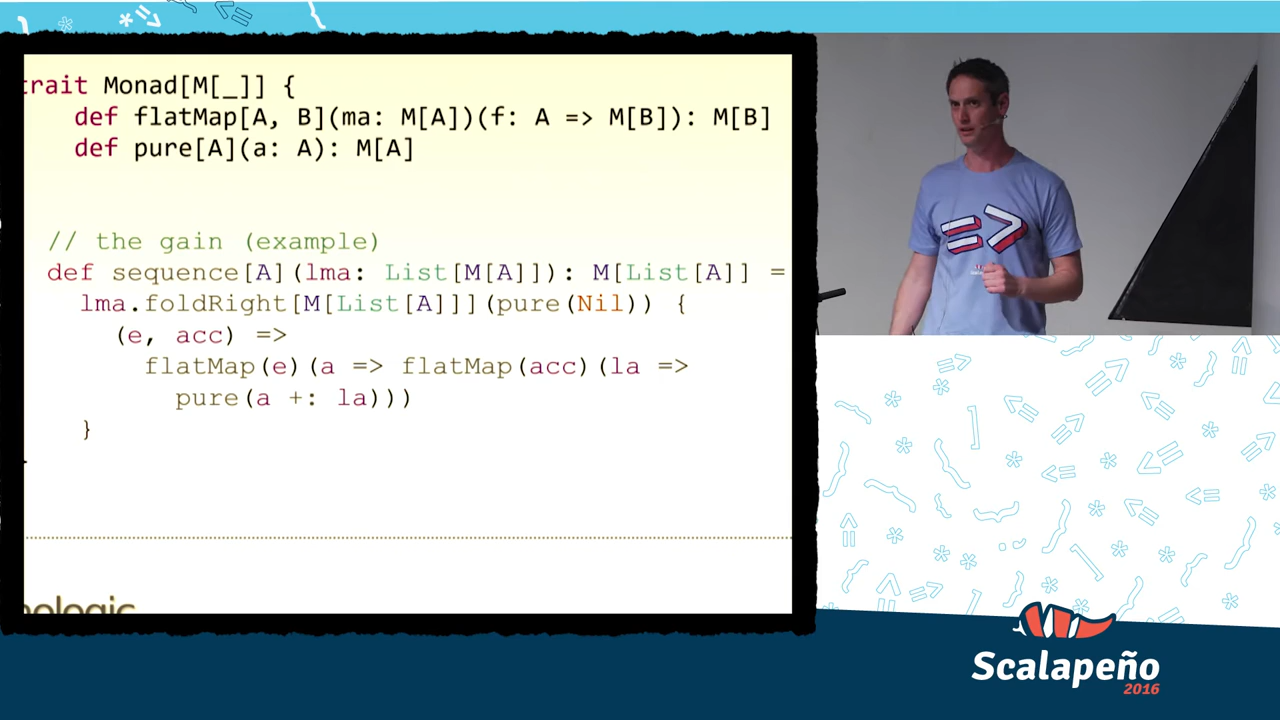 trait Monad[M[_]] {
def flatMap[A, B](ma: M[A])(f: A => M[B]): M[B]
def pure[A](a: A): M[A]
// the gain (example)
def sequence[A](lma: List[M[A]]): M[List[A]] =
lma.foldRight[M[List[A]]](pure(Nil)) {
(e, acc) =>
flatMap(e)(a => flatMap(acc)(la =>
pure(a +: la)))
}
=>
Scalapeño
2016